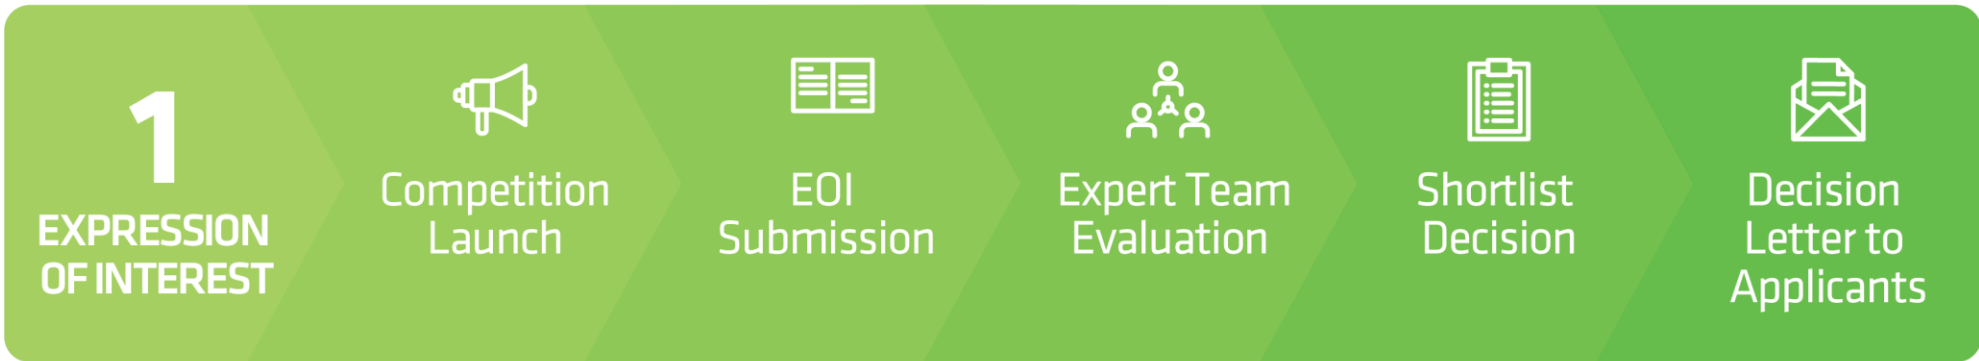 1
EXPRESSION
OF INTEREST
Competition
Launch
EOI
Submission
Expert Team
Evaluation
Shortlist
Decision
Decision
Letter to
Applicants